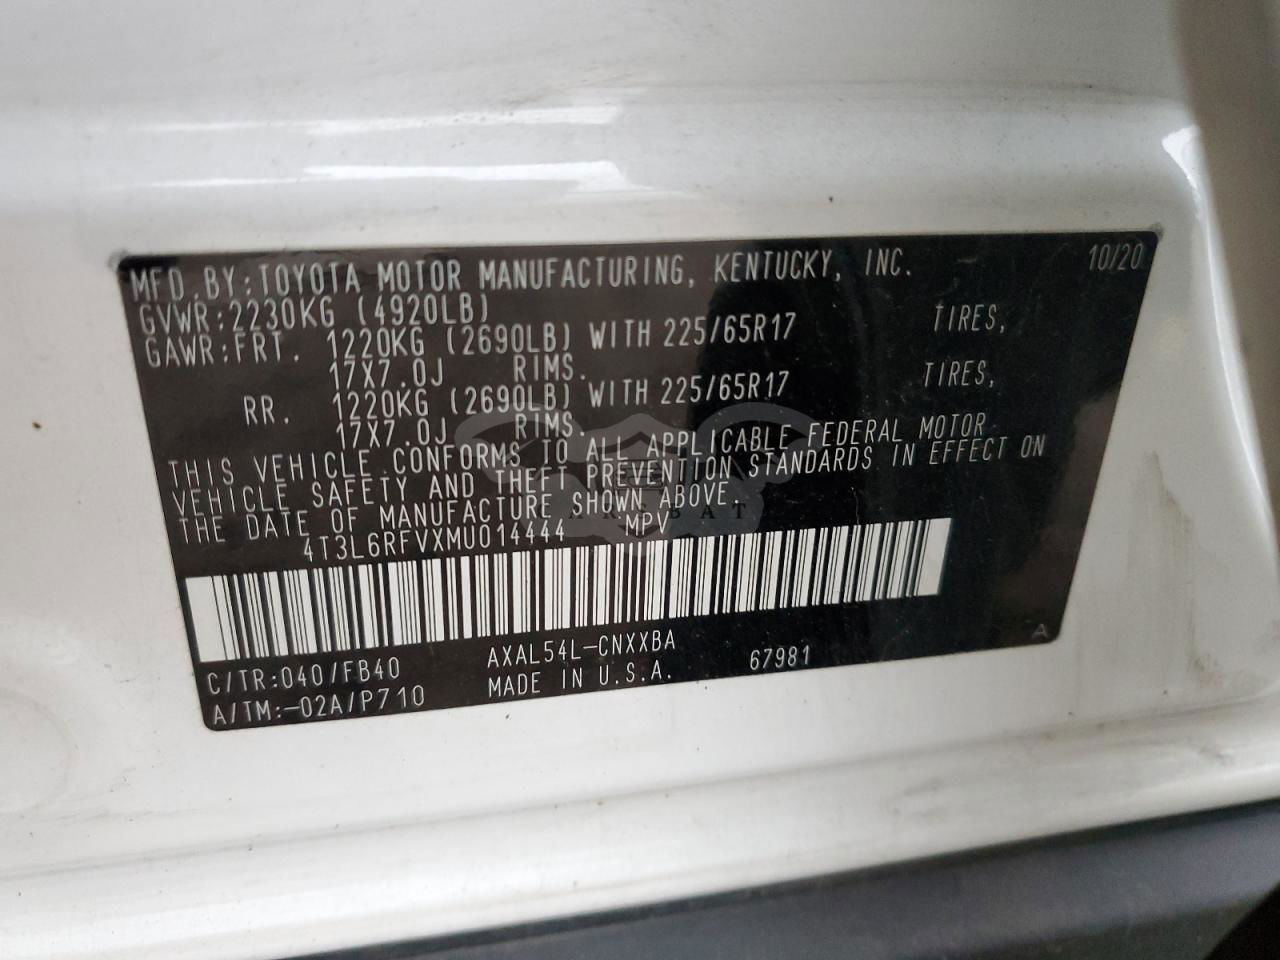 MFD. BY: TOYOTA MOTOR MANUFACTURING, KENTUCKY, INC. 10/20
GVWR: 2230KG (4920LB)
GAWR: FRT. 1220KG (2690LB) WITH 225/65R17 TIRES,
17X7.0J RIMS.
RR. 1220KG (2690LB) WITH 225/65R17 TIRES,
17X7.0J RIMS.
THIS VEHICLE CONFORMS TO ALL APPLICABLE FEDERAL MOTOR
VEHICLE SAFETY AND THEFT PREVENTION STANDARDS IN EFFECT ON
THE DATE OF MANUFACTURE SHOWN ABOVE.
4T3L6RFVXMU014444 MPV
C/TR:040/FB40 AXAL54L-CNXXBA 67981 A
A/TM:-02A/P710 MADE IN U.S.A.